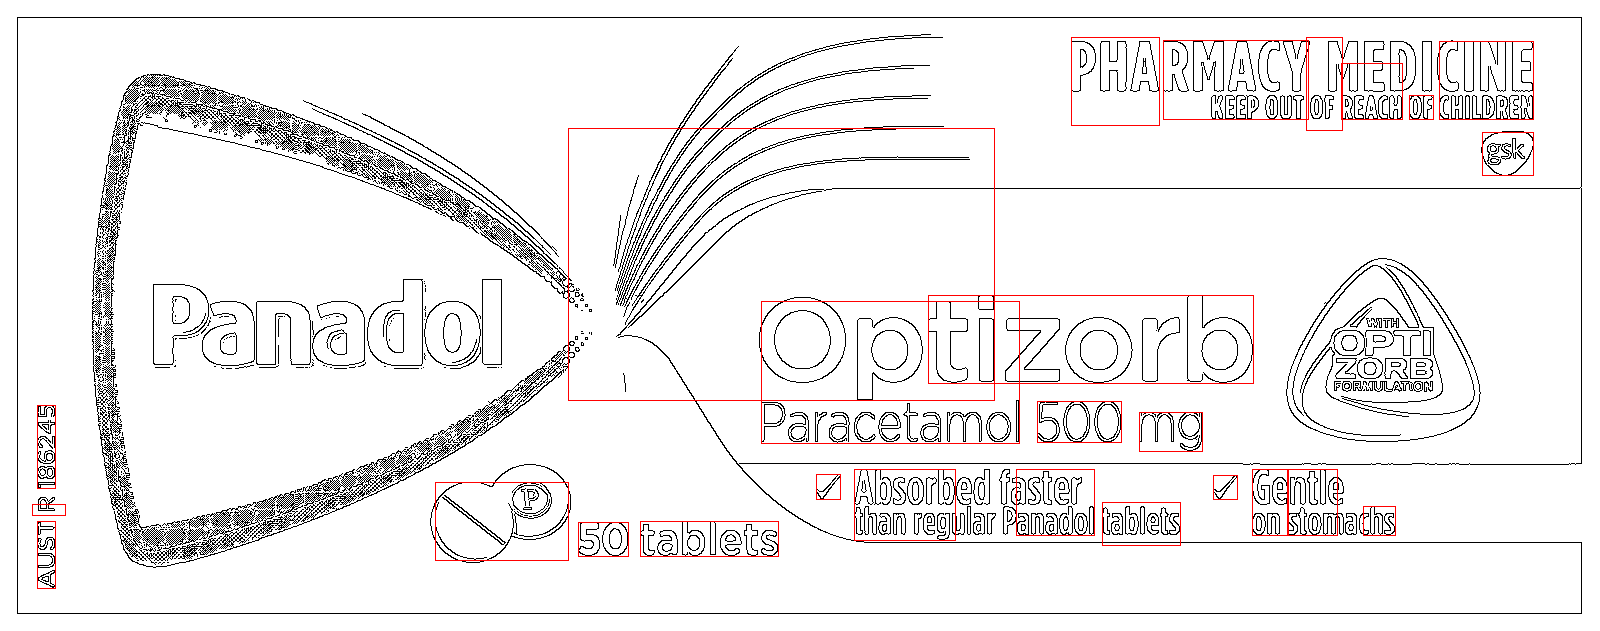 PHARMACY MEDICINE
KEEP OUT OF REACH OF CHILDREN
gsk
Panadol
Optizorb
Paracetamol 500 mg
WITH
OPTI
ZORB
FORMULATION
Absorbed faster
than regular Panadol tablets
Gentle
on stomachs
P
50 tablets
AUST R 186245